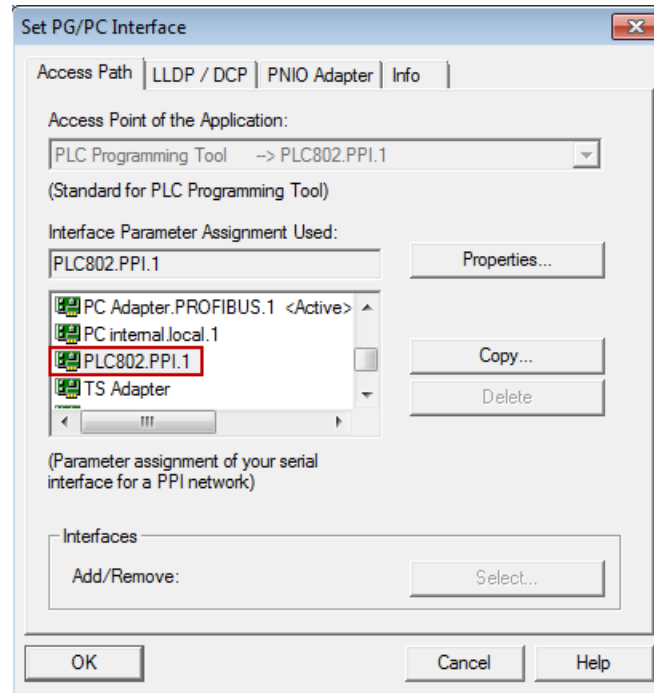 Set PG/PC Interface
Access Path LLDP / DCP PNIO Adapter Info
Access Point of the Application:
PLC Programming Tool --> PLC802.PPI.1
(Standard for PLC Programming Tool)
Interface Parameter Assignment Used:
PLC802.PPI.1
Properties...
PC Adapter.PROFIBUS.1 <Active>
PC internal.local.1
PLC802.PPI.1
TS Adapter
Copy...
Delete
(Parameter assignment of your serial
interface for a PPI network)
Interfaces
Add/Remove:
Select...
OK Cancel Help